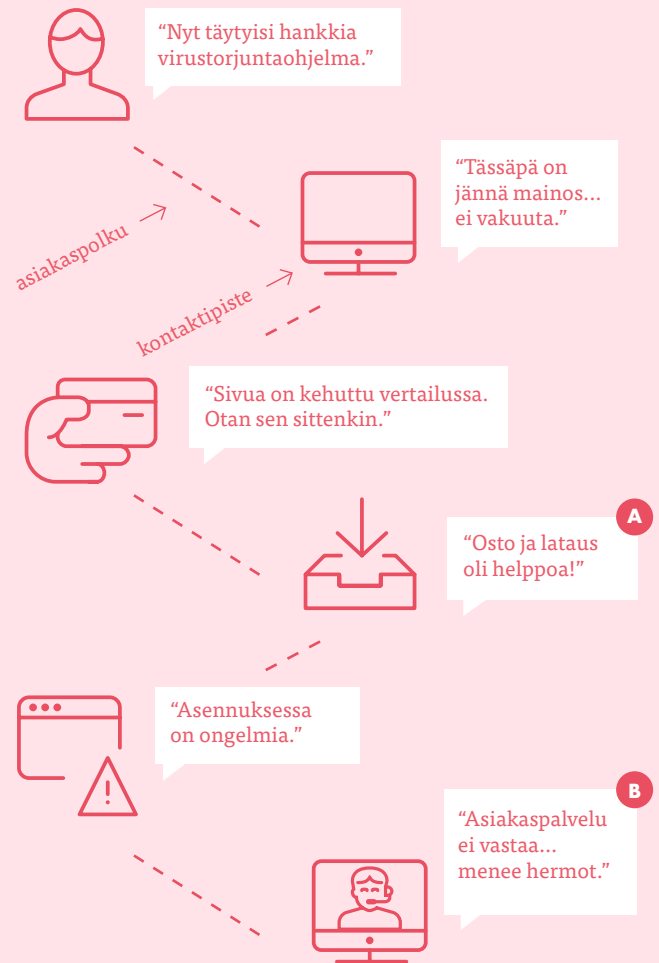 “Nyt täytyisi hankkia
virustorjuntaohjelma.”
“Tässäpä on
jännä mainos...
ei vakuuta.”
asiakaspolku
kontaktipiste
“Sivua on kehuttu vertailussa.
Otan sen sittenkin.”
A
“Osto ja lataus
oli helppoa!”
“Asennuksessa
on ongelmia.”
B
“Asiakaspalvelu
ei vastaa...
menee hermot.”